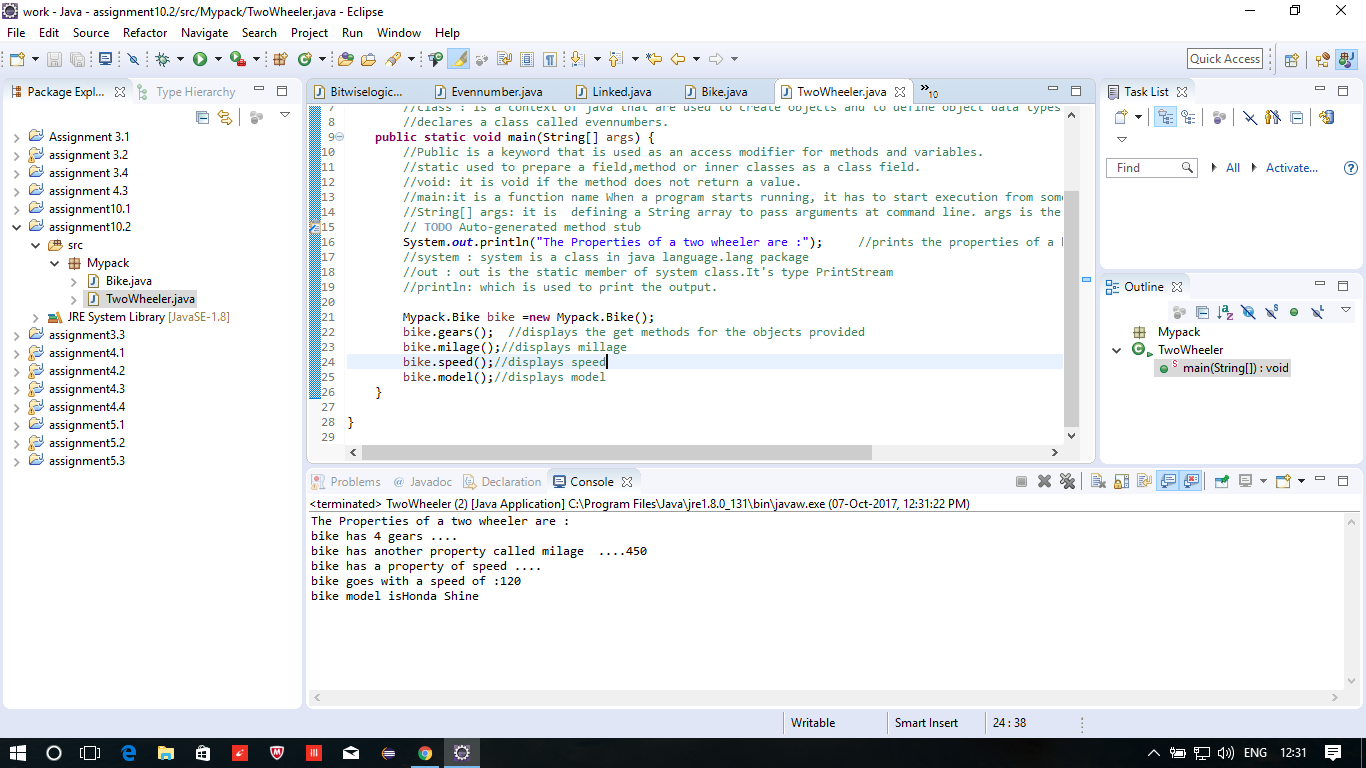 work - Java - assignment10.2/src/Mypack/TwoWheeler.java - Eclipse
File Edit Source Refactor Navigate Search Project Run Window Help
Quick Access
Package Expl... Type Hierarchy
Assignment 3.1
assignment 3.2
assignment 3.4
assignment 4.3
assignment10.1
assignment10.2
src
Mypack
Bike.java
TwoWheeler.java
JRE System Library [JavaSE-1.8]
assignment3.3
assignment4.1
assignment4.2
assignment4.3
assignment4.4
assignment5.1
assignment5.2
assignment5.3
Bitwiselogic... Evennumber.java Linked.java Bike.java TwoWheeler.java »10
7 //class : is a context of java that are used to create objects and to define object data types
8 //declares a class called evennumbers.
9 public static void main(String[] args) {
10 //Public is a keyword that is used as an access modifier for methods and variables.
11 //static used to prepare a field,method or inner classes as a class field.
12 //void: it is void if the method does not return a value.
13 //main:it is a function name When a program starts running, it has to start execution from som
14 //String[] args: it is  defining a String array to pass arguments at command line. args is the
15 // TODO Auto-generated method stub
16 System.out.println("The Properties of a two wheeler are :"); //prints the properties of a
17 //system : system is a class in java language.lang package
18 //out : out is the static member of system class.It's type PrintStream
19 //println: which is used to print the output.
20
21 Mypack.Bike bike =new Mypack.Bike();
22 bike.gears();  //displays the get methods for the objects provided
23 bike.milage();//displays millage
24 bike.speed();//displays speed
25 bike.model();//displays model
26 }
27
28 }
29
Task List
Find All Activate...
Outline
Mypack
TwoWheeler
main(String[]) : void
Problems Javadoc Declaration Console
<terminated> TwoWheeler (2) [Java Application] C:\Program Files\Java\jre1.8.0_131\bin\javaw.exe (07-Oct-2017, 12:31:22 PM)
The Properties of a two wheeler are :
bike has 4 gears ....
bike has another property called milage  ....450
bike has a property of speed ....
bike goes with a speed of :120
bike model isHonda Shine
Writable Smart Insert 24 : 38
ENG 12:31